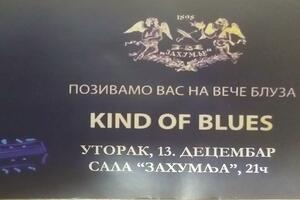 1898
"ЗАХУМЉЕ"
ПОЗИВАМО ВАС НА ВЕЧЕ БЛУЗА
KIND OF BLUES
УТОРАК, 13. ДЕЦЕМБАР
САЛА "ЗАХУМЉА", 21ч